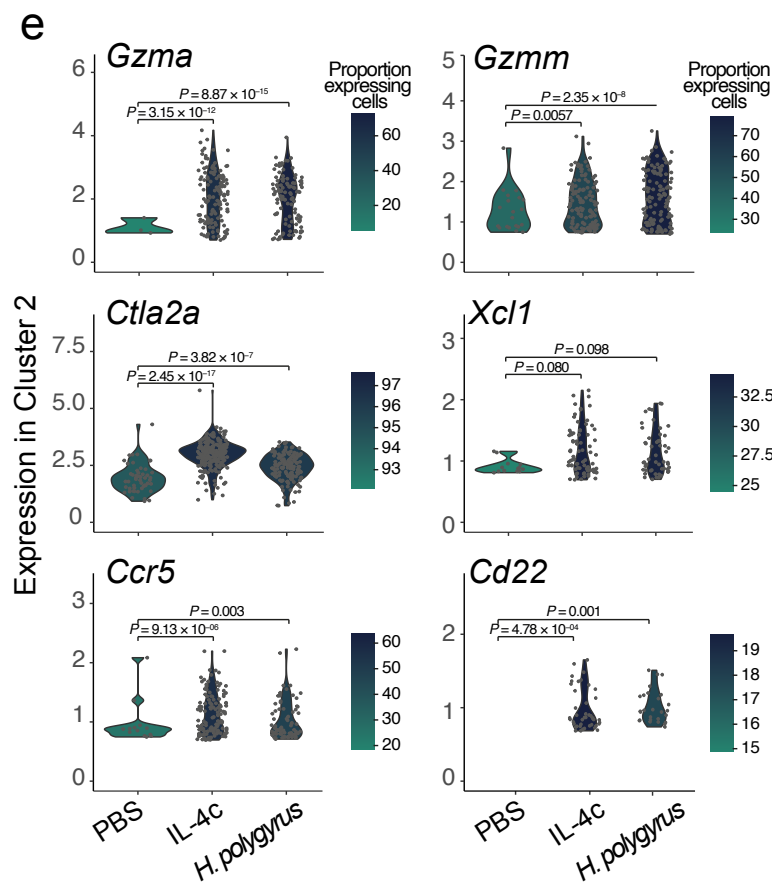 e
Gzma
6
4
2
0
P = 8.87 × 10⁻¹⁵
P = 3.15 × 10⁻¹²
Proportion
expressing
cells
60
40
20
Gzmm
5
4
3
2
1
0
P = 2.35 × 10⁻⁸
P = 0.0057
Proportion
expressing
cells
70
60
50
40
30
Expression in Cluster 2
Ctla2a
7.5
5.0
2.5
0
P = 3.82 × 10⁻⁷
P = 2.45 × 10⁻¹⁷
97
96
95
94
93
Xcl1
3
2
1
0
P = 0.098
P = 0.080
32.5
30.0
27.5
25
Ccr5
3
2
1
0
P = 0.003
P = 9.13 × 10⁻⁰⁶
60
50
40
30
20
Cd22
2
1
0
P = 0.001
P = 4.78 × 10⁻⁰⁴
19
18
17
16
15
PBS
IL-4c
H. polygyrus
PBS
IL-4c
H. polygyrus